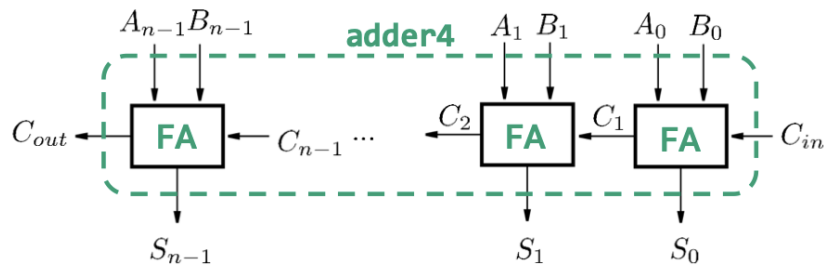 A_{n-1} B_{n-1} adder4 A_1 B_1 A_0 B_0
C_{out} FA C_{n-1} ... C_2 FA C_1 FA C_{in}
S_{n-1} S_1 S_0